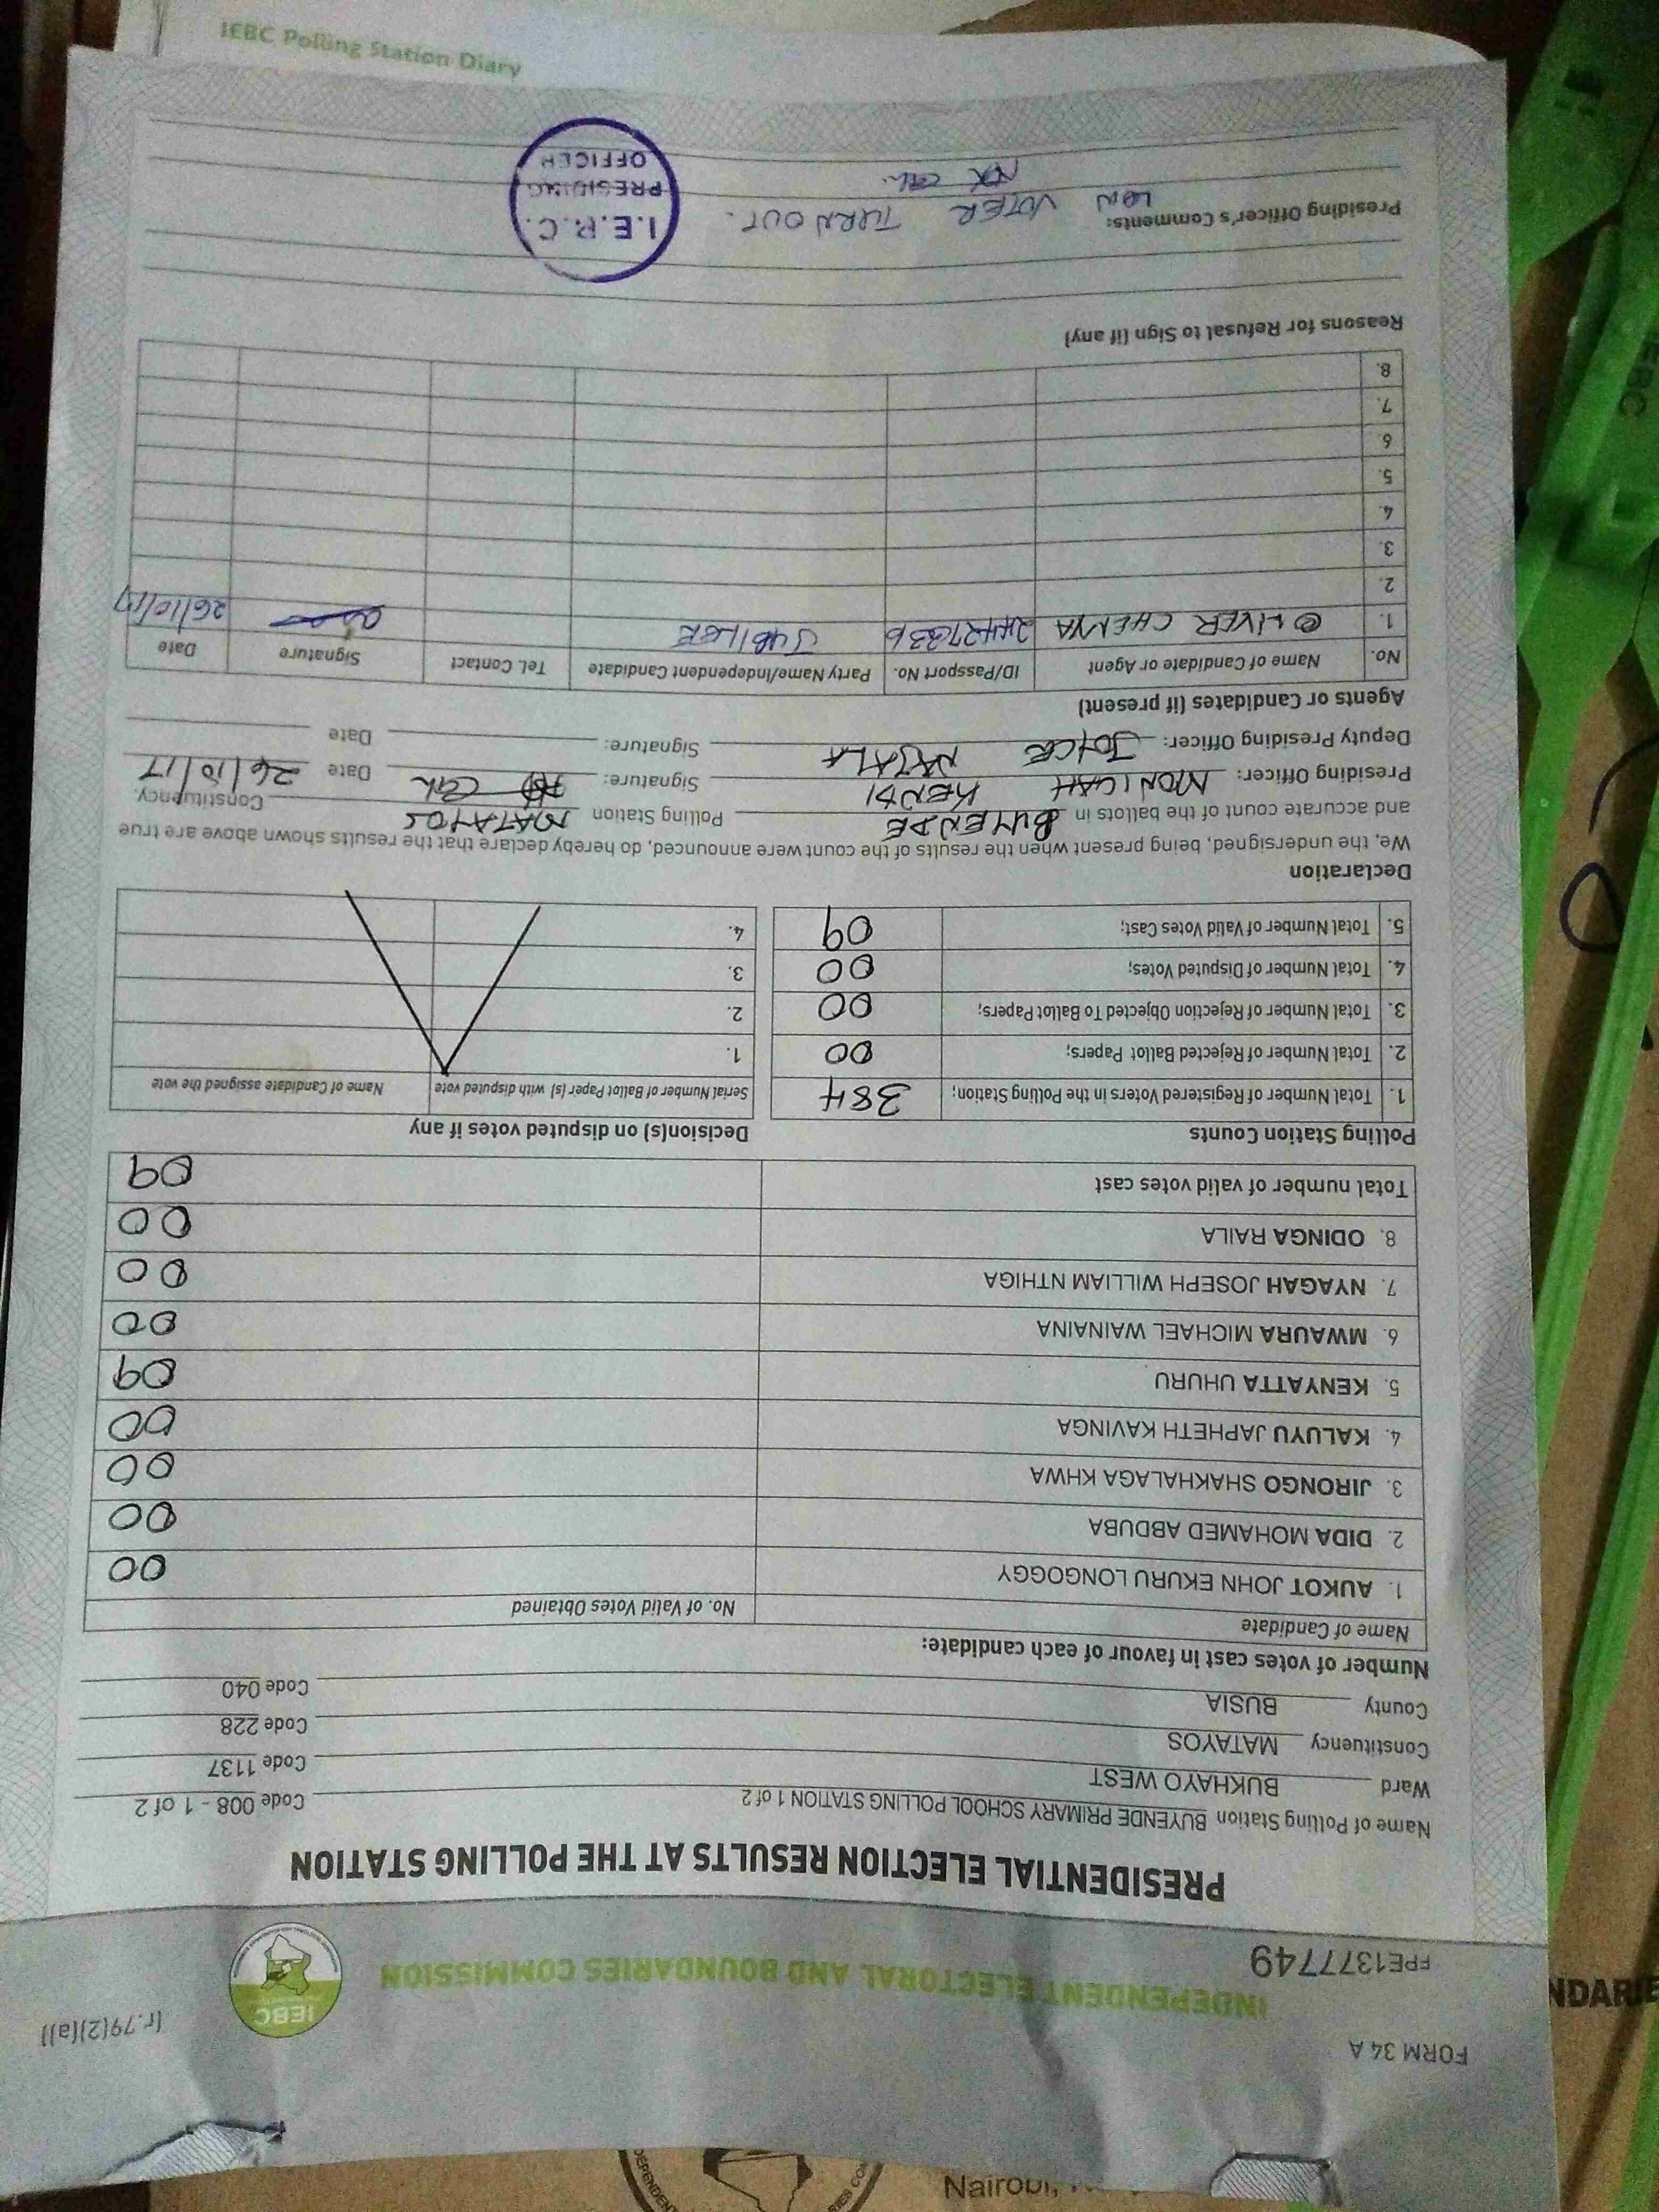 FORM 34 A
(r.79(2)(a))
IEBC
INDEPENDENT ELECTORAL AND BOUNDARIES COMMISSION
FPE1377749
PRESIDENTIAL ELECTION RESULTS AT THE POLLING STATION
Name of Polling Station BUYENDE PRIMARY SCHOOL POLLING STATION 1 of 2 Code 008 - 1 of 2
Ward BUKHAYO WEST Code 1137
Constituency MATAYOS Code 228
County BUSIA Code 040
Number of votes cast in favour of each candidate:
Name of Candidate No. of Valid Votes Obtained
1. AUKOT JOHN EKURU LONGOGGY 00
2. DIDA MOHAMED ABDUBA 00
3. JIRONGO SHAKHALAGA KHWA 00
4. KALUYU JAPHETH KAVINGA 00
5. KENYATTA UHURU 09
6. MWAURA MICHAEL WAINAINA 00
7. NYAGAH JOSEPH WILLIAM NTHIGA 00
8. ODINGA RAILA 00
Total number of valid votes cast 09
Polling Station Counts
1. Total Number of Registered Voters in the Polling Station; 384
2. Total Number of Rejected Ballot Papers; 00
3. Total Number of Rejection Objected To Ballot Papers; 00
4. Total Number of Disputed Votes; 00
5. Total Number of Valid Votes Cast; 09
Decision(s) on disputed votes if any
Serial Number of Ballot Paper (s) with disputed vote Name of Candidate assigned the vote
1.
2.
3.
4.
Declaration
We, the undersigned, being present when the results of the count were announced, do hereby declare that the results shown above are true
and accurate count of the ballots in BUYENDE Polling Station MATAYOS Constituency.
Presiding Officer: MONICAH KENDI Signature: Date 26/10/17
Deputy Presiding Officer: JOYCE NAJALA Signature: Date
Agents or Candidates (if present)
No. Name of Candidate or Agent ID/Passport No. Party Name/Independent Candidate Tel. Contact Signature Date
1. OLIVER CHENYA JUBILEE 26/10/17
2.
3.
4.
5.
6
7.
8.
Reasons for Refusal to Sign (if any)
Presiding Officer's Comments: LOW VOTER TURN OUT.
I.E.B.C.
PRESIDING
OFFICER
IEBC Polling Station Diary
NDARIE
Nairobi,